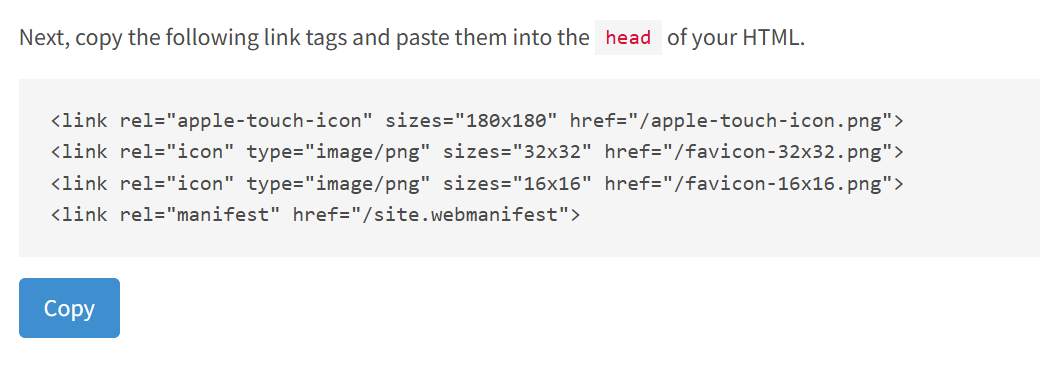 Next, copy the following link tags and paste them into the head of your HTML.
<link rel="apple-touch-icon" sizes="180x180" href="/apple-touch-icon.png">
<link rel="icon" type="image/png" sizes="32x32" href="/favicon-32x32.png">
<link rel="icon" type="image/png" sizes="16x16" href="/favicon-16x16.png">
<link rel="manifest" href="/site.webmanifest">
Copy